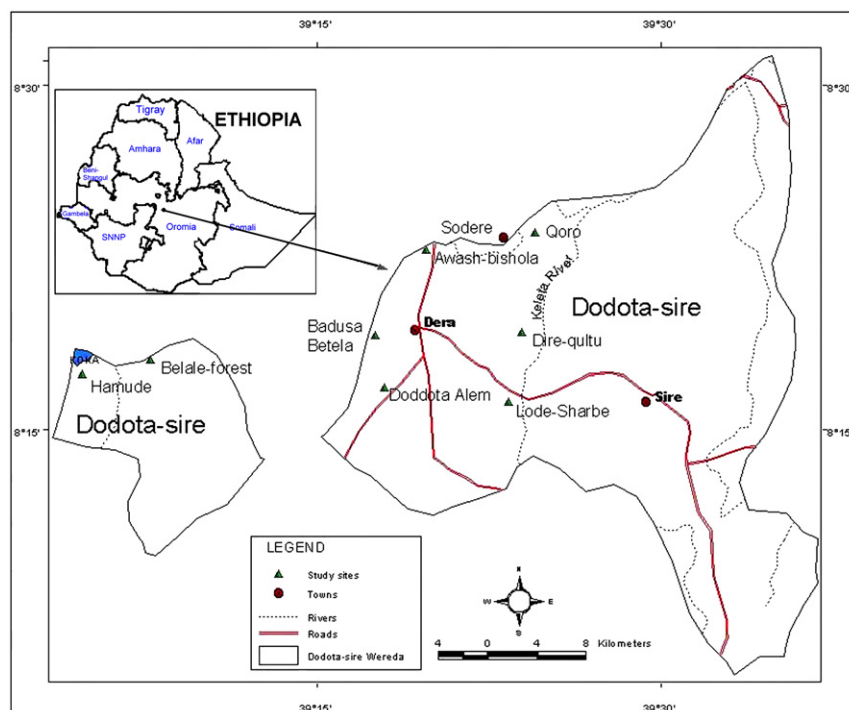 39°15'
39°30'
8°30'
8°30'
ETHIOPIA
Tigray
Amhara
Afar
Beni-
Shangul
Gambela
SNNP
Oromia
Somali
Sodere
Qoro
Awash-bishola
Keleta River
Dodota-sire
Badusa
Betela
Dera
Dire-qultu
KOKA
Hamude
Belale-forest
Doddota Alem
Lode-Sharbe
Sire
Dodota-sire
8°15'
8°15'
LEGEND
Study sites
Towns
Rivers
Roads
Dodota-sire Wereda
N
W
E
S
4 0 4 8 Kilometers
39°15'
39°30'